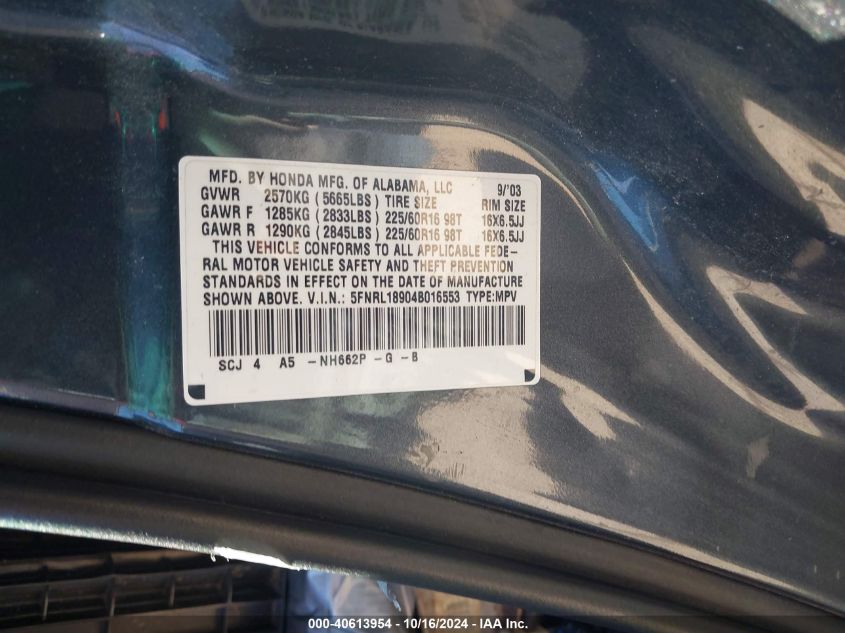 MFD. BY HONDA MFG. OF ALABAMA, LLC 9/'03
GVWR 2570KG ( 5665LBS ) TIRE SIZE RIM SIZE
GAWR F 1285KG ( 2833LBS ) 225/60R16 98T 16X6.5JJ
GAWR R 1290KG ( 2845LBS ) 225/60R16 98T 16X6.5JJ
THIS VEHICLE CONFORMS TO ALL APPLICABLE FEDE-
RAL MOTOR VEHICLE SAFETY AND THEFT PREVENTION
STANDARDS IN EFFECT ON THE DATE OF MANUFACTURE
SHOWN ABOVE. V.I.N.: 5FNRL18904B016553 TYPE:MPV
SCJ 4 A5 -NH662P -G -B
000-40613954 - 10/16/2024 - IAA Inc.